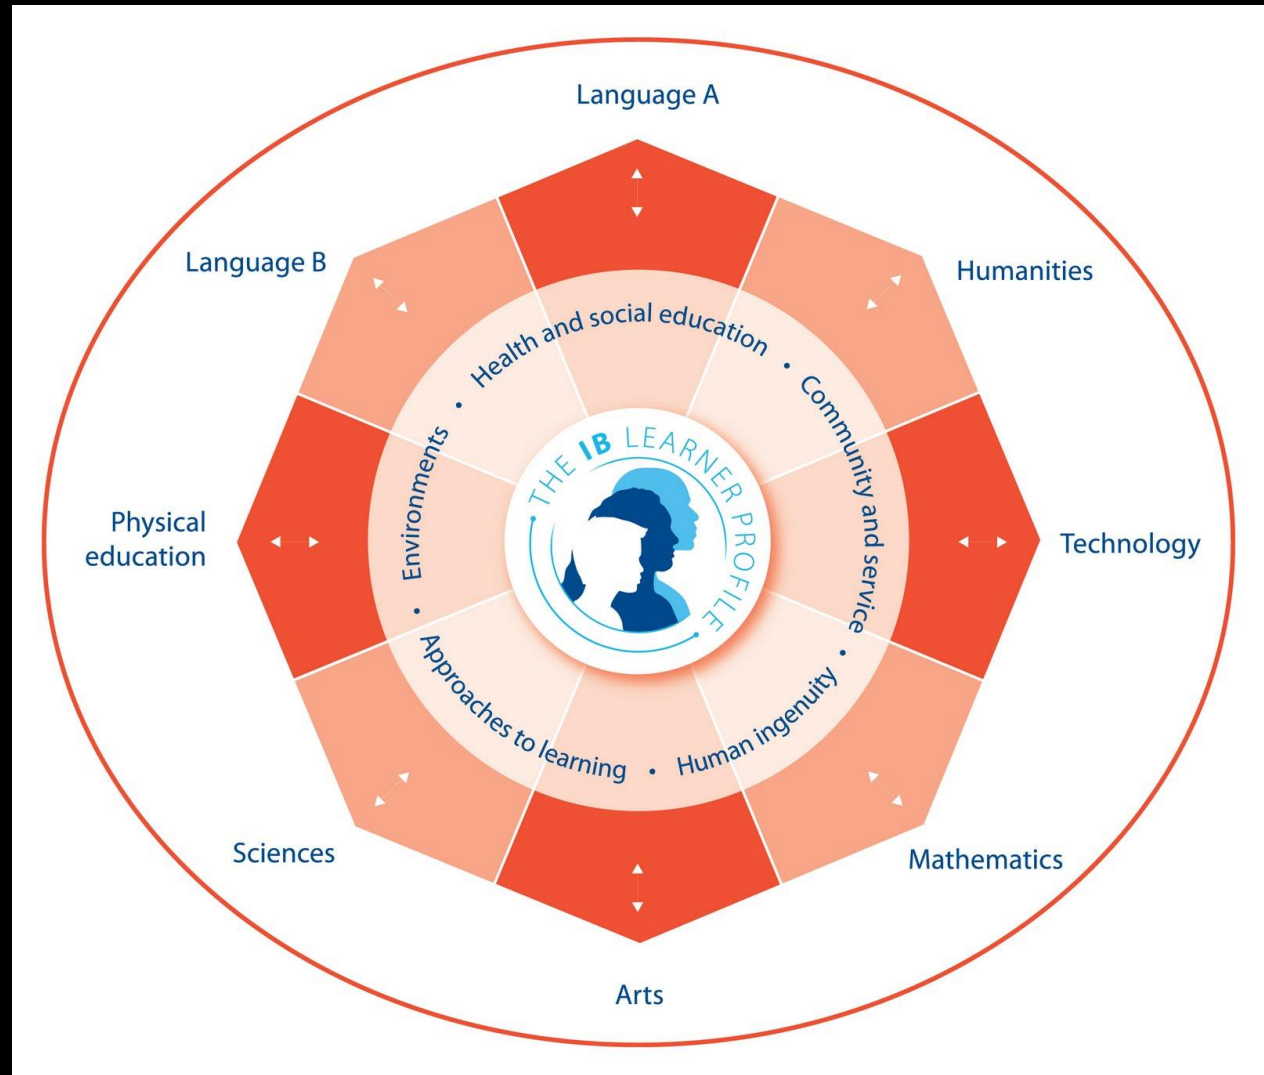 Language A
Language B
Humanities
Health and social education
•
Community and service
•
Human ingenuity
•
Approaches to learning
•
Environments
•
THE IB LEARNER PROFILE
Physical
education
Technology
Sciences
Mathematics
Arts